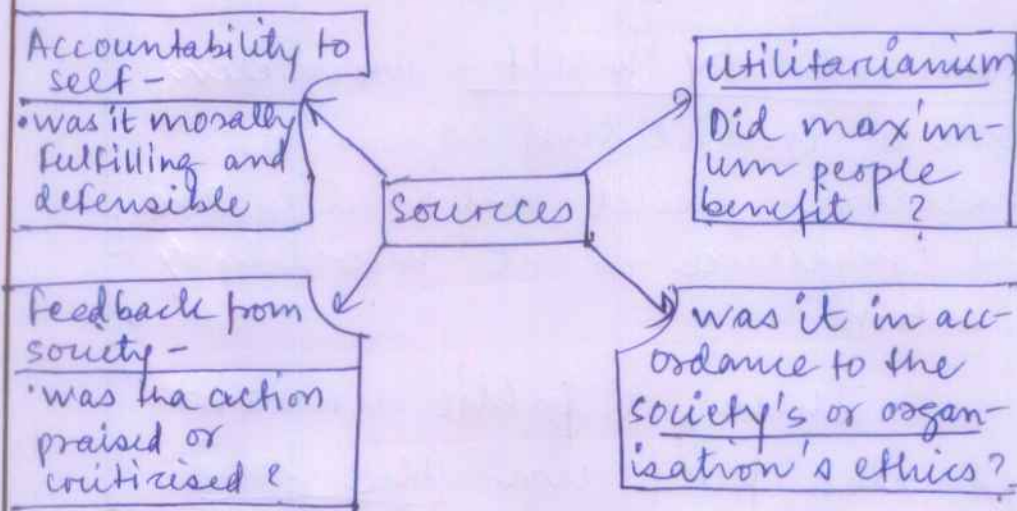 Accountability to
self-
• was it morally
fulfilling and
defensible
Utilitarianism
Did maxim-
um people
benefit ?
Sources
Feedback from
society-
• was the action
praised or
criticised ?
was it in acc-
ordance to the
society's or organ-
isation's ethics?